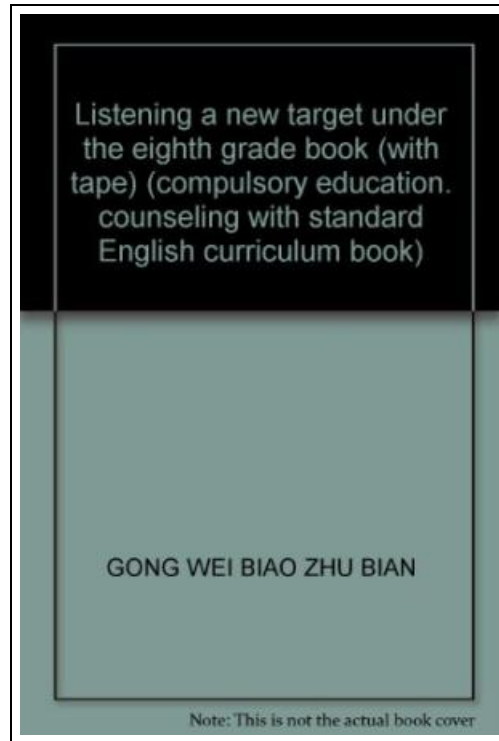 Listening a new target under
the eighth grade book (with
tape) (compulsory education.
counseling with standard
English curriculum book)
GONG WEI BIAO ZHU BIAN
Note: This is not the actual book cover